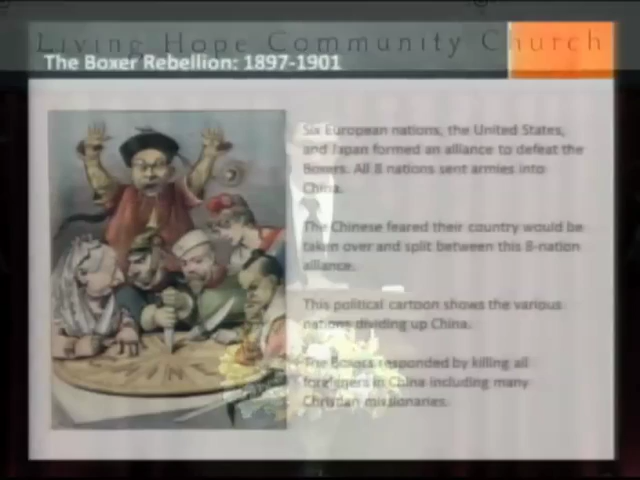 Living Hope Community Church
The Boxer Rebellion: 1897-1901
Six European nations, the United States,
and Japan formed an alliance to defeat the
Boxers. All 8 nations sent armies into
China.
The Chinese feared their country would be
taken over and split between this 8-nation
alliance.
This political cartoon shows the various
nations dividing up China.
The Boxers responded by killing all
foreigners in China including many
Christian missionaries.